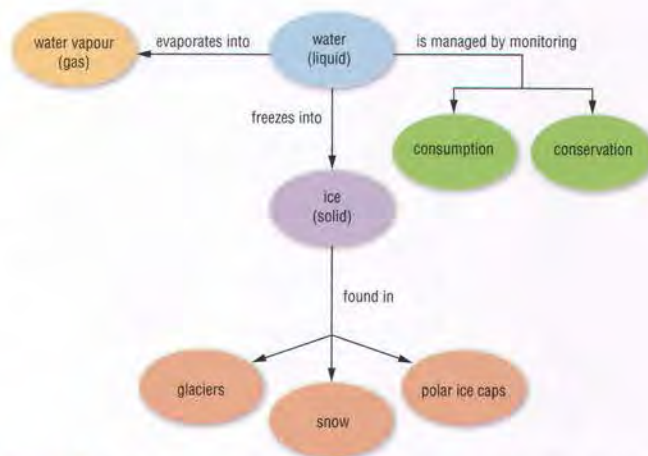 water vapour
(gas)
evaporates into
water
(liquid)
is managed by monitoring
freezes into
consumption
conservation
ice
(solid)
found in
glaciers
snow
polar ice caps